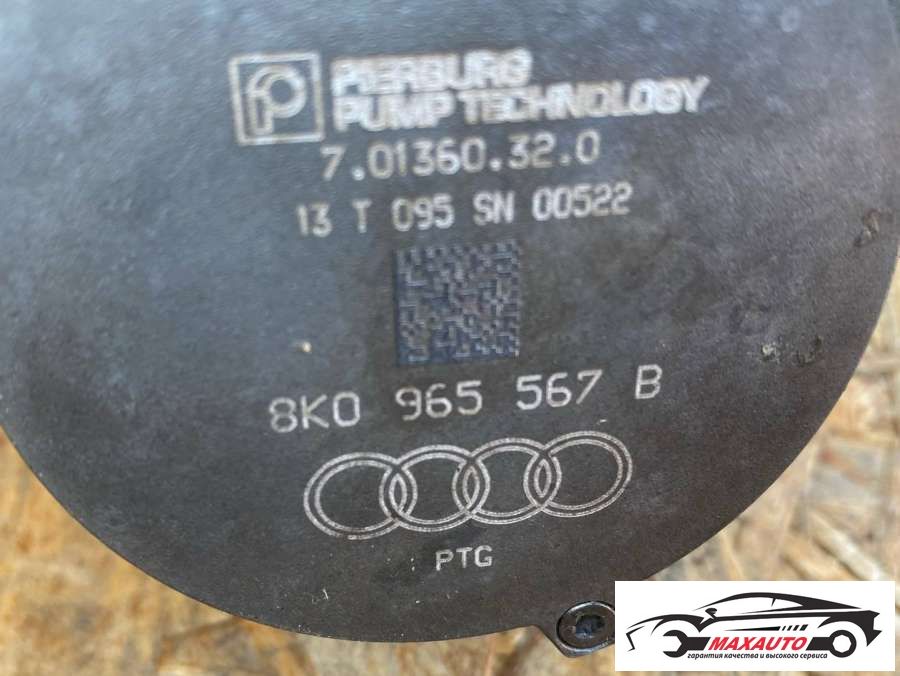 PIERBURG
PUMP TECHNOLOGY
7.01360.32.0
13 T 095 SN 00522
8K0 965 567 B
PTG
MAXAUTO
гарантия качества и высокого сервиса